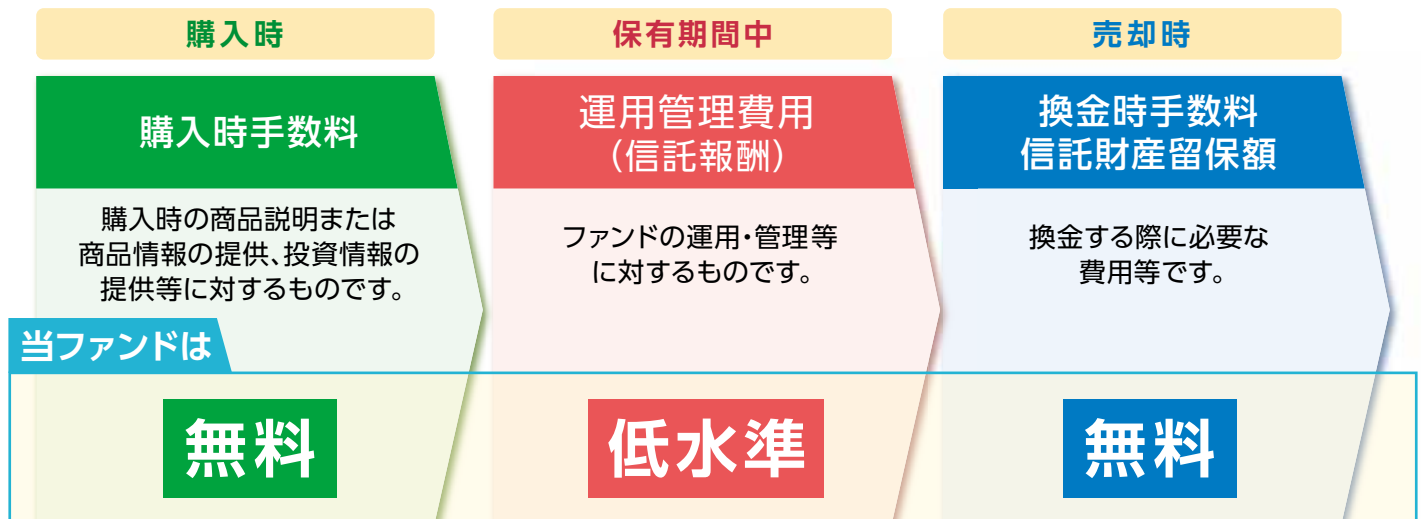 購入時
購入時手数料
購入時の商品説明または
商品情報の提供、投資情報の
提供等に対するものです。
保有期間中
運用管理費用
(信託報酬)
ファンドの運用・管理等
に対するものです。
売却時
換金時手数料
信託財産留保額
換金する際に必要な
費用等です。
当ファンドは
無料
低水準
無料